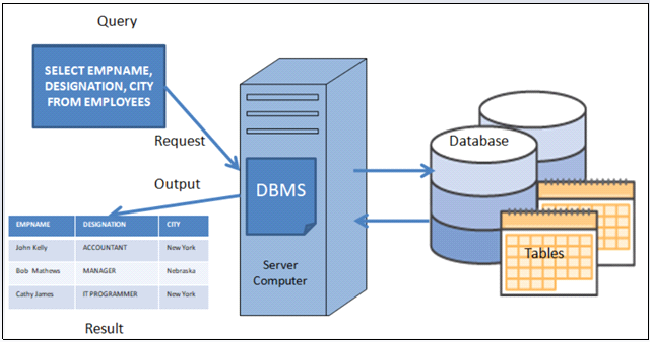 Query
SELECT EMPNAME,
DESIGNATION, CITY
FROM EMPLOYEES
Request
Output
DBMS
Server
Computer
Database
Tables
EMPNAME DESIGNATION CITY
John Kelly ACCOUNTANT New York
Bob Mathews MANAGER Nebraska
Cathy James IT PROGRAMMER New York
Result